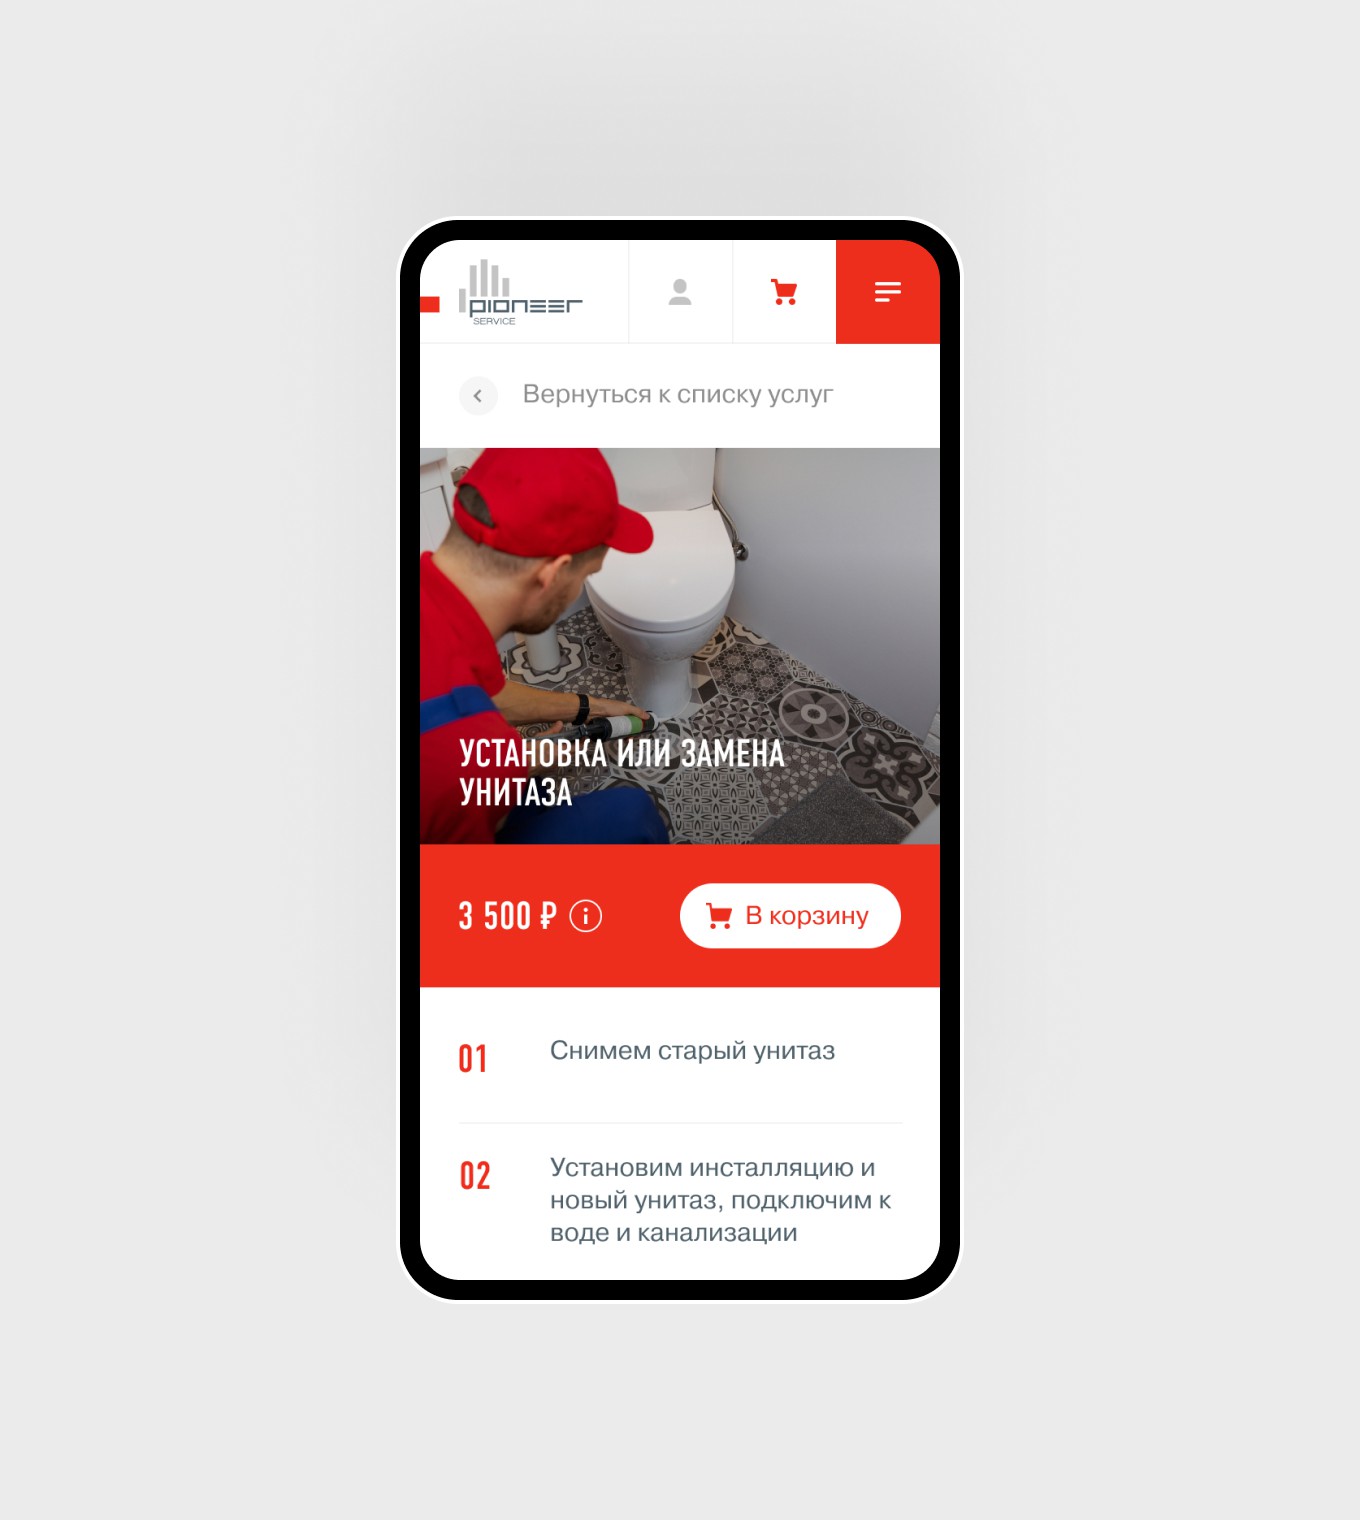 pioneer
SERVICE
Вернуться к списку услуг
УСТАНОВКА ИЛИ ЗАМЕНА
УНИТАЗА
3 500 ₽
В корзину
01
Снимем старый унитаз
02
Установим инсталляцию и
новый унитаз, подключим к
воде и канализации